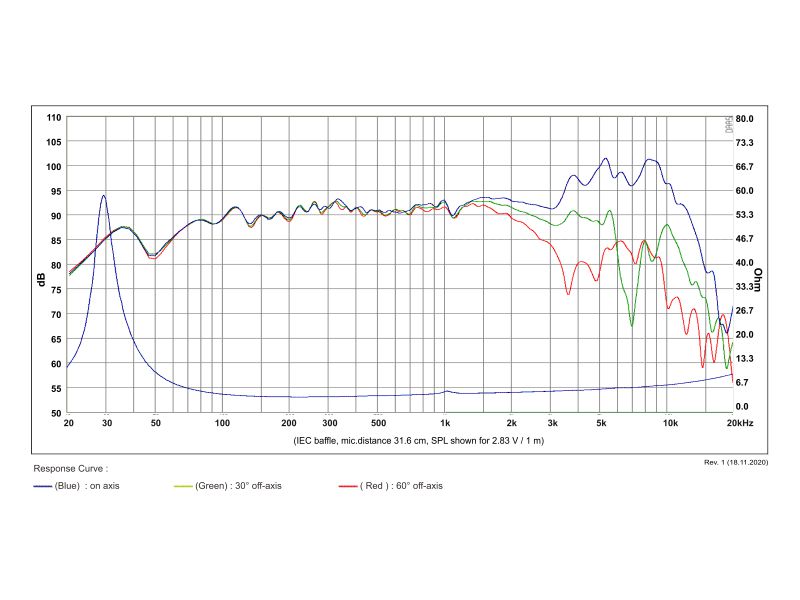 110 80.0
DAAS
105 73.3
100 66.7
95 60.0
90 53.3
85 46.7
80 40.0
dB Ohm
75 33.3
70 26.7
65 20.0
60 13.3
55 6.7
50 0.0
20 30 50 100 200 300 500 1k 2k 3k 5k 10k 20kHz
(IEC baffle, mic.distance 31.6 cm, SPL shown for 2.83 V / 1 m)
Rev. 1 (18.11.2020)
Response Curve :
(Blue) : on axis (Green) : 30° off-axis ( Red ) : 60° off-axis